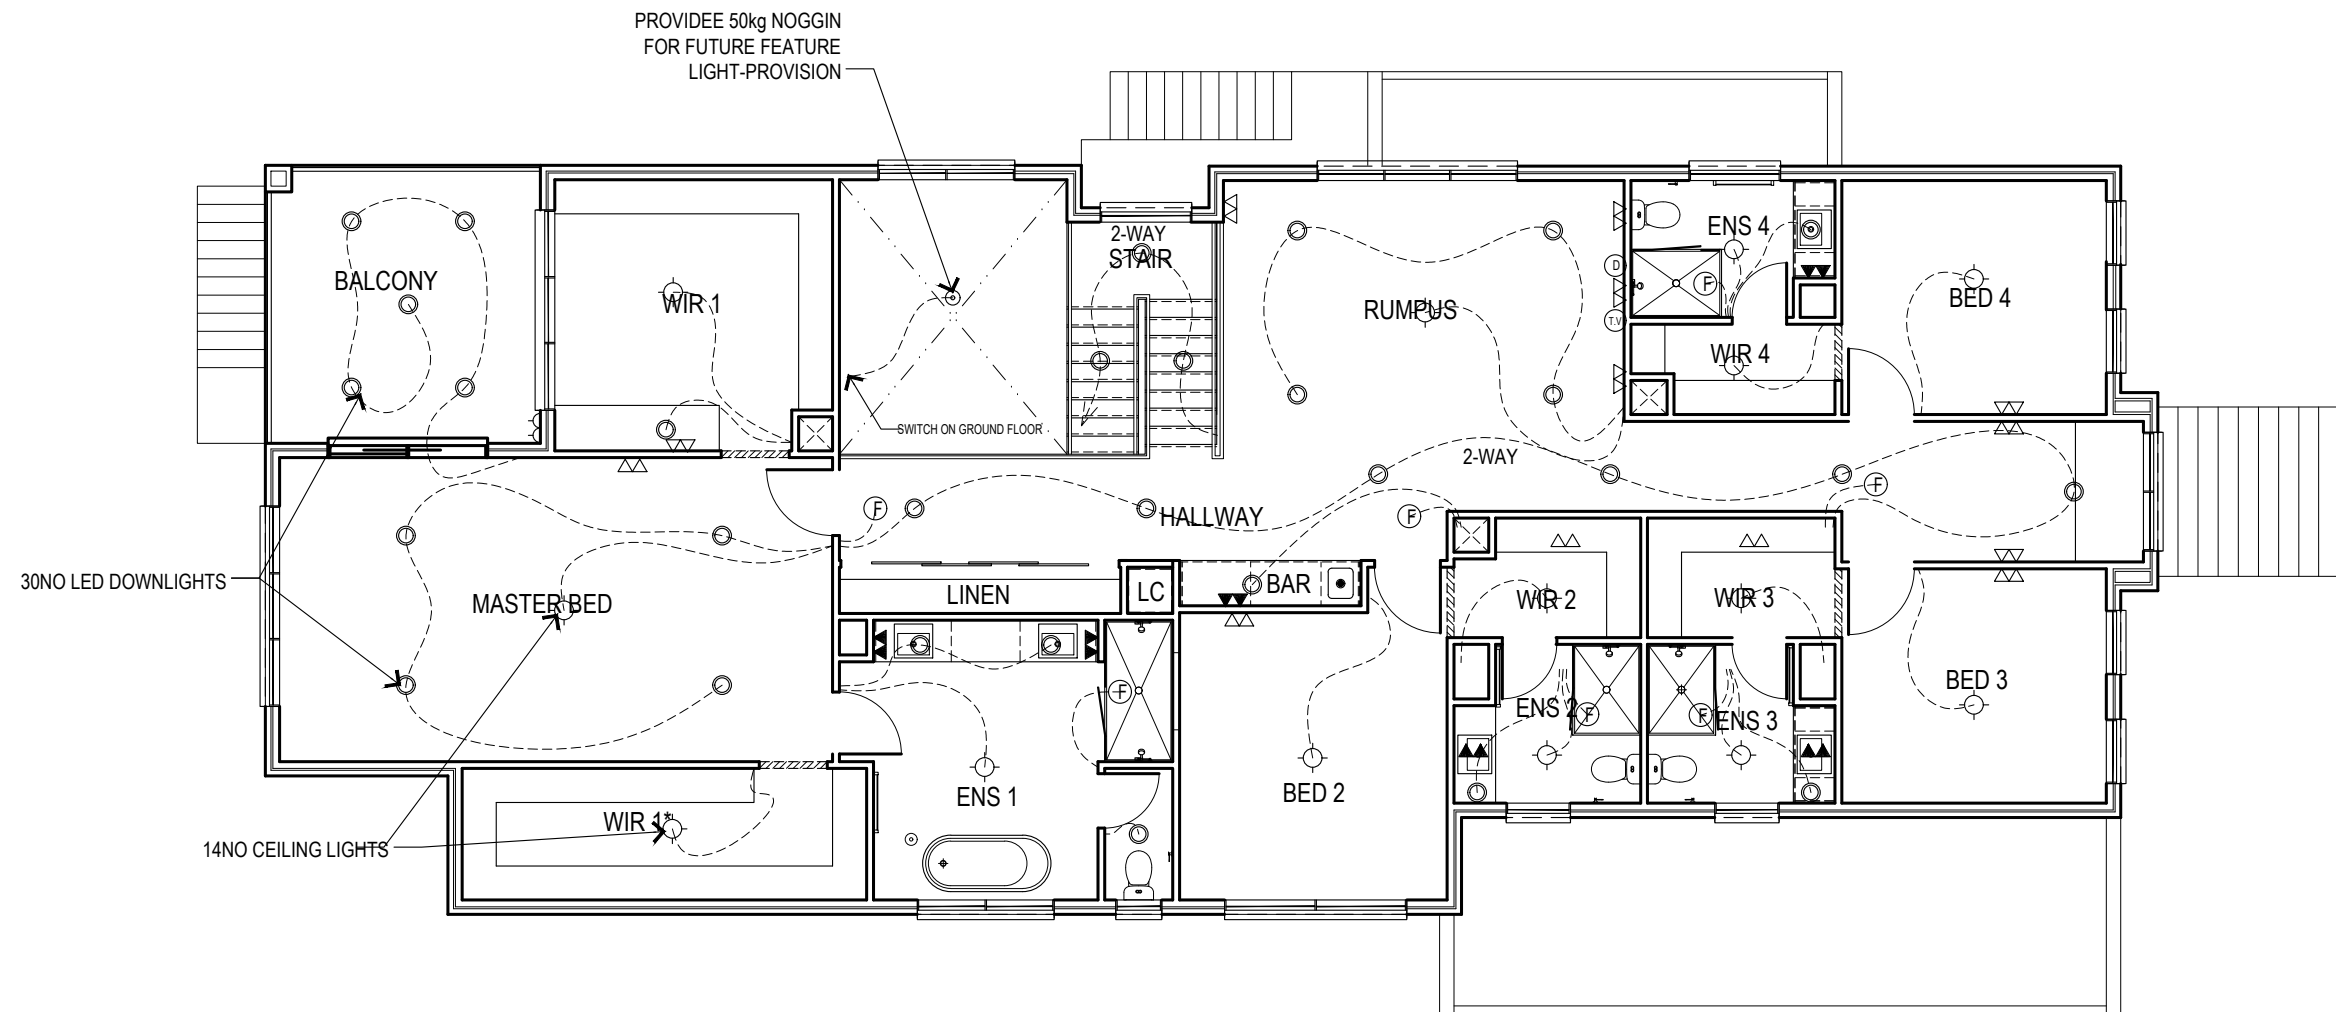 PROVIDEE 50kg NOGGIN
FOR FUTURE FEATURE
LIGHT-PROVISION
2-WAY
STAIR
ENS 4
BALCONY
WIR 1
RUMPUS
D
F
BED 4
T.V
WIR 4
SWITCH ON GROUND FLOOR
2-WAY
F
HALLWAY
F
F
30NO LED DOWNLIGHTS
MASTER BED
LINEN
LC
BAR
WIR 2
WIR 3
F
ENS 2
F
F
ENS 3
BED 3
ENS 1
BED 2
WIR 1*
14NO CEILING LIGHTS